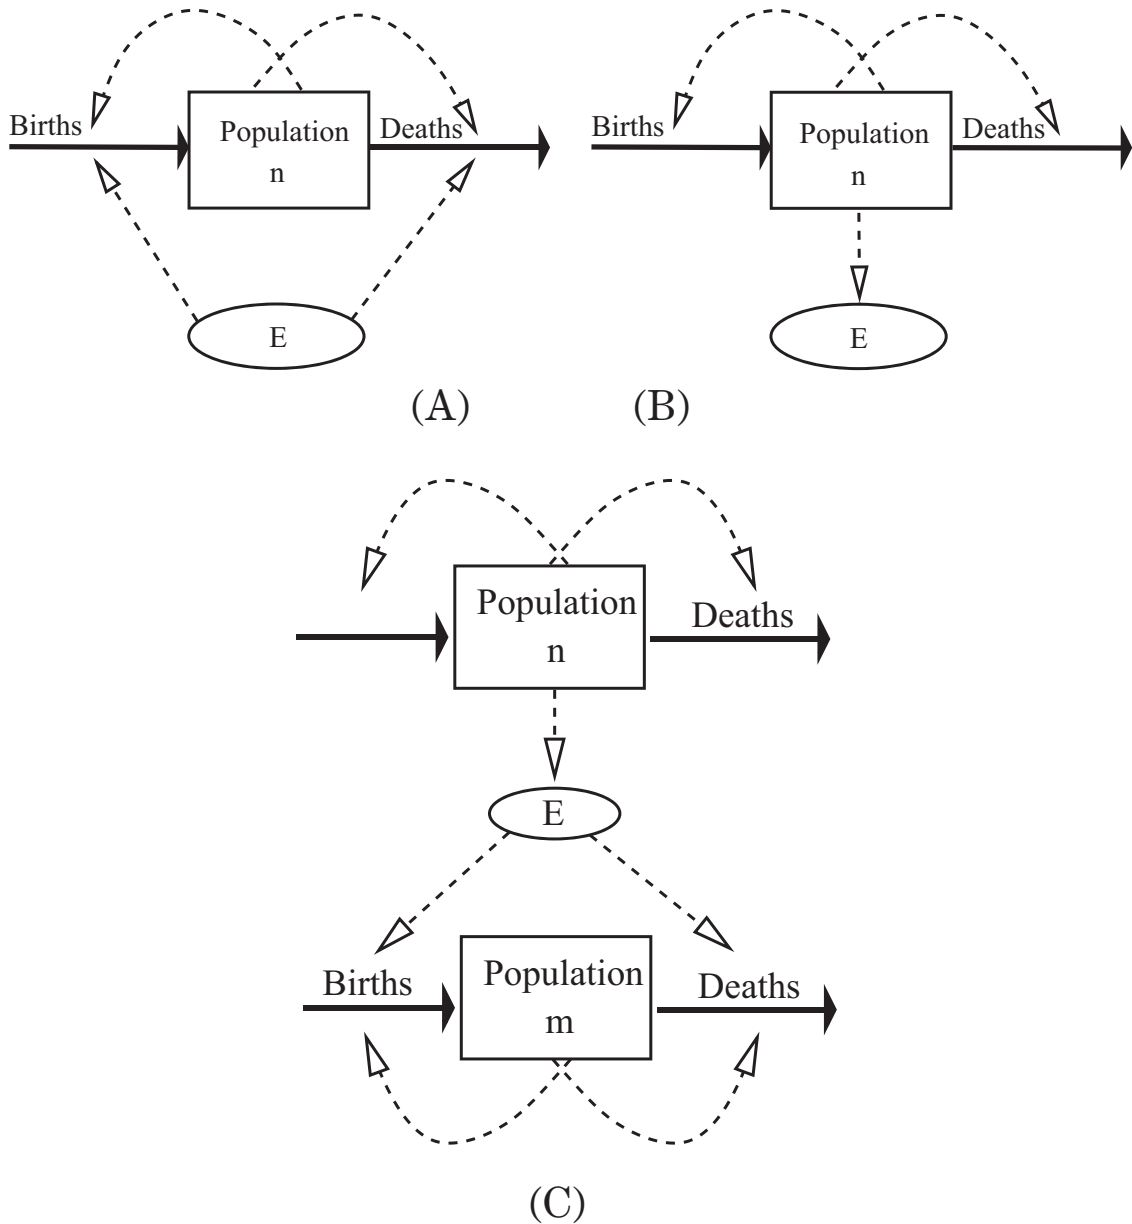 Births
Population
n
Deaths
E
(A)
Births
Population
n
Deaths
E
(B)
Population
n
Deaths
E
Births
Population
m
Deaths
(C)